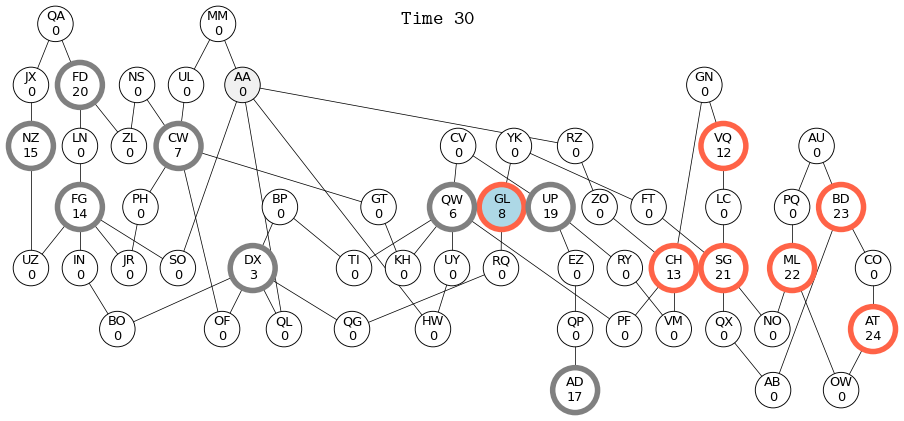 Time 30
QA
0
MM
0
JX
0
FD
20
NS
0
UL
0
AA
0
GN
0
NZ
15
LN
0
ZL
0
CW
7
CV
0
YK
0
RZ
0
VQ
12
AU
0
FG
14
PH
0
BP
0
GT
0
QW
6
GL
8
UP
19
ZO
0
FT
0
LC
0
PQ
0
BD
23
UZ
0
IN
0
JR
0
SO
0
DX
3
TI
0
KH
0
UY
0
RQ
0
EZ
0
RY
0
CH
13
SG
21
ML
22
CO
0
BO
0
OF
0
QL
0
QG
0
HW
0
QP
0
PF
0
VM
0
QX
0
NO
0
AT
24
AD
17
AB
0
OW
0